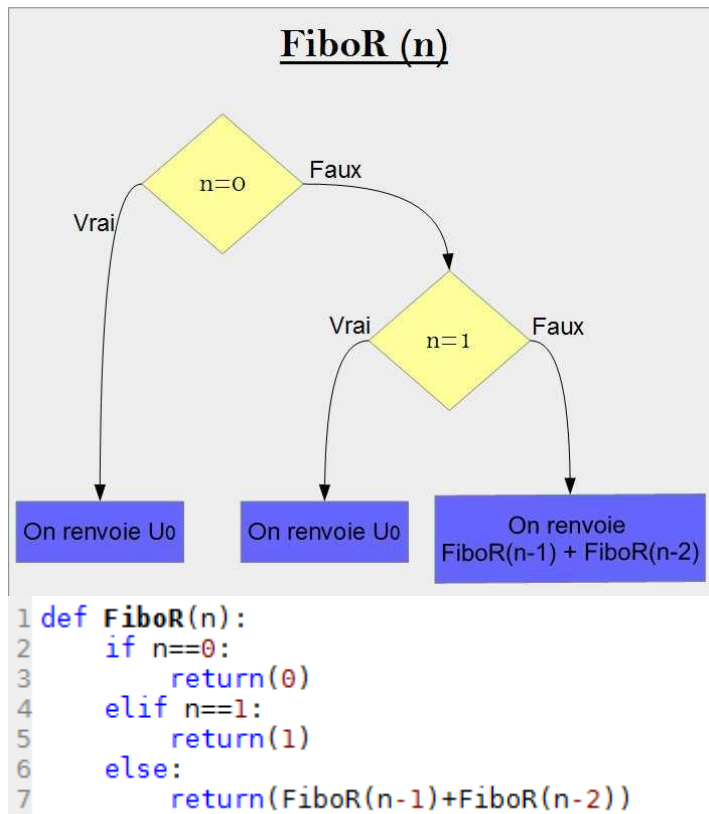 FiboR (n)
n=0
Faux
Vrai
Vrai
n=1
Faux
On renvoie U0
On renvoie U0
On renvoie
FiboR(n-1) + FiboR(n-2)
1 def FiboR(n):
2 if n==0:
3 return(0)
4 elif n==1:
5 return(1)
6 else:
7 return(FiboR(n-1)+FiboR(n-2))